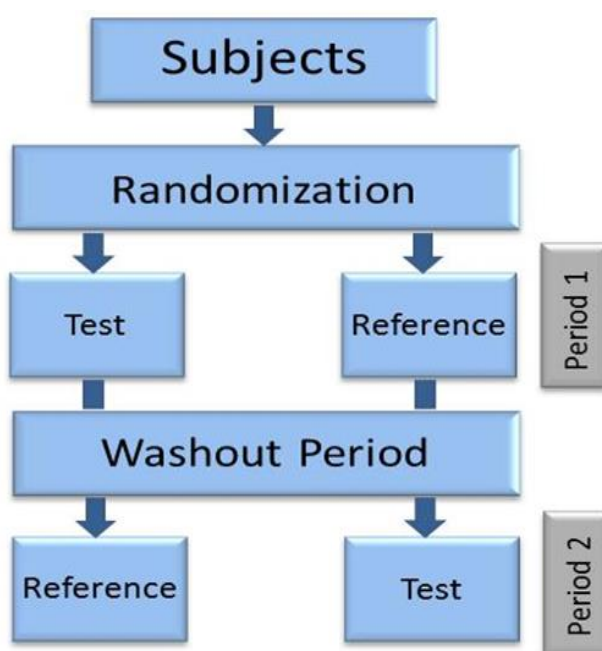 Subjects
Randomization
Test
Reference
Period 1
Washout Period
Reference
Test
Period 2